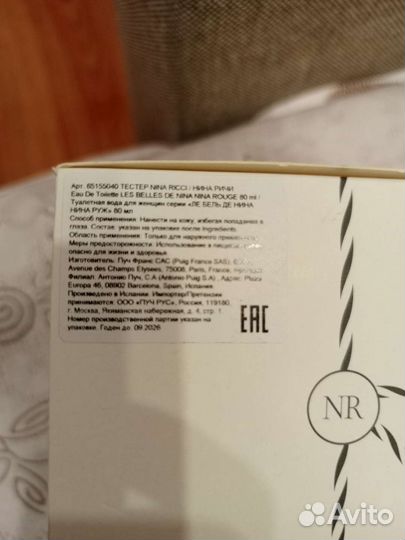 Арт. 65155040 ТЕСТЕР NINA RICCI / НИНА РИЧИ
Eau De Toilette LES BELLES DE NINA NINA ROUGE 80 ml /
Туалетная вода для женщин серии «ЛЕ БЕЛЬ ДЕ НИНА
НИНА РУЖ» 80 мл
Способ применения: Нанести на кожу, избегая попадания в
глаза. Состав: указан на упаковке после Ingredients.
Область применения: Только для наружного
Меры предосторожности: Использование в пищевых
опасно для жизни и здоровья
Изготовитель: Пуч Франс САС (Puig France SAS),
Avenue des Champs Elysees, 75008, Paris, France,
Филиал: Антонио Пуч, С.А (Antonio Puig S.A) , Адрес: Plaza
Europa 46, 08902 Barcelona, Spain, Испания.
Произведено в Испании. Импортер/Претензии
принимаются: ООО «ПУЧ РУС», Россия, 119180,
г. Москва, Якиманская набережная, д. 4, стр. 1
Номер производственной партии указан на
упаковке. Годен до: 09.2026
EAC
NR
Avito